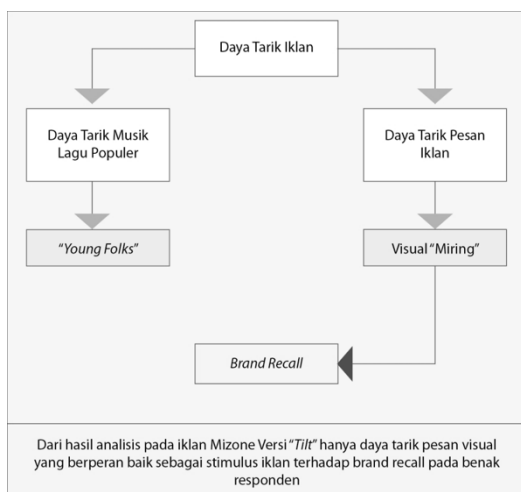 Daya Tarik Iklan
Daya Tarik Musik
Lagu Populer
Daya Tarik Pesan
Iklan
“Young Folks”
Visual “Miring”
Brand Recall
Dari hasil analisis pada iklan Mizone Versi “Tilt” hanya daya tarik pesan visual
yang berperan baik sebagai stimulus iklan terhadap brand recall pada benak
responden